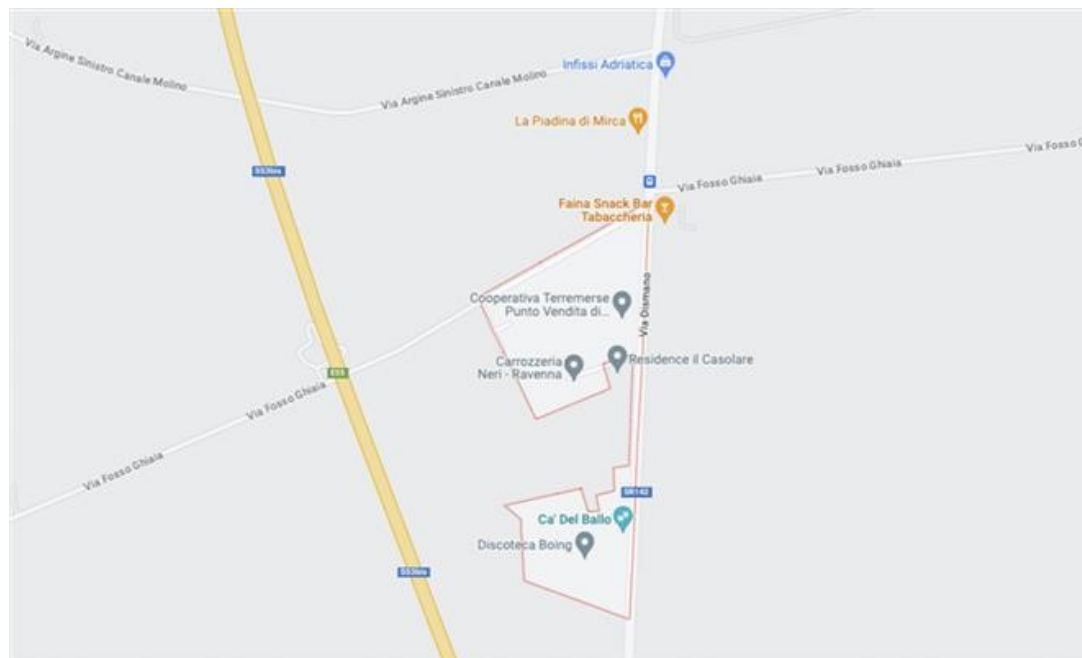 Via Argine Sinistro Canale Molino
Via Argine Sinistro Canale Molino
Infissi Adriatica
La Piadina di Mirca
Via Fosso Ghiaia
Via Fosso Ghiaia
Via Fosso G
SS3bis
Faina Snack Bar
Tabaccheria
Via Dismano
Cooperativa Terremerse
Punto Vendita di...
Carrozzeria
Neri - Ravenna
Residence il Casolare
E55
Via Fosso Ghiaia
Via Fosso Ghiaia
SR142
Ca' Del Ballo
Discoteca Boing
SS3bis